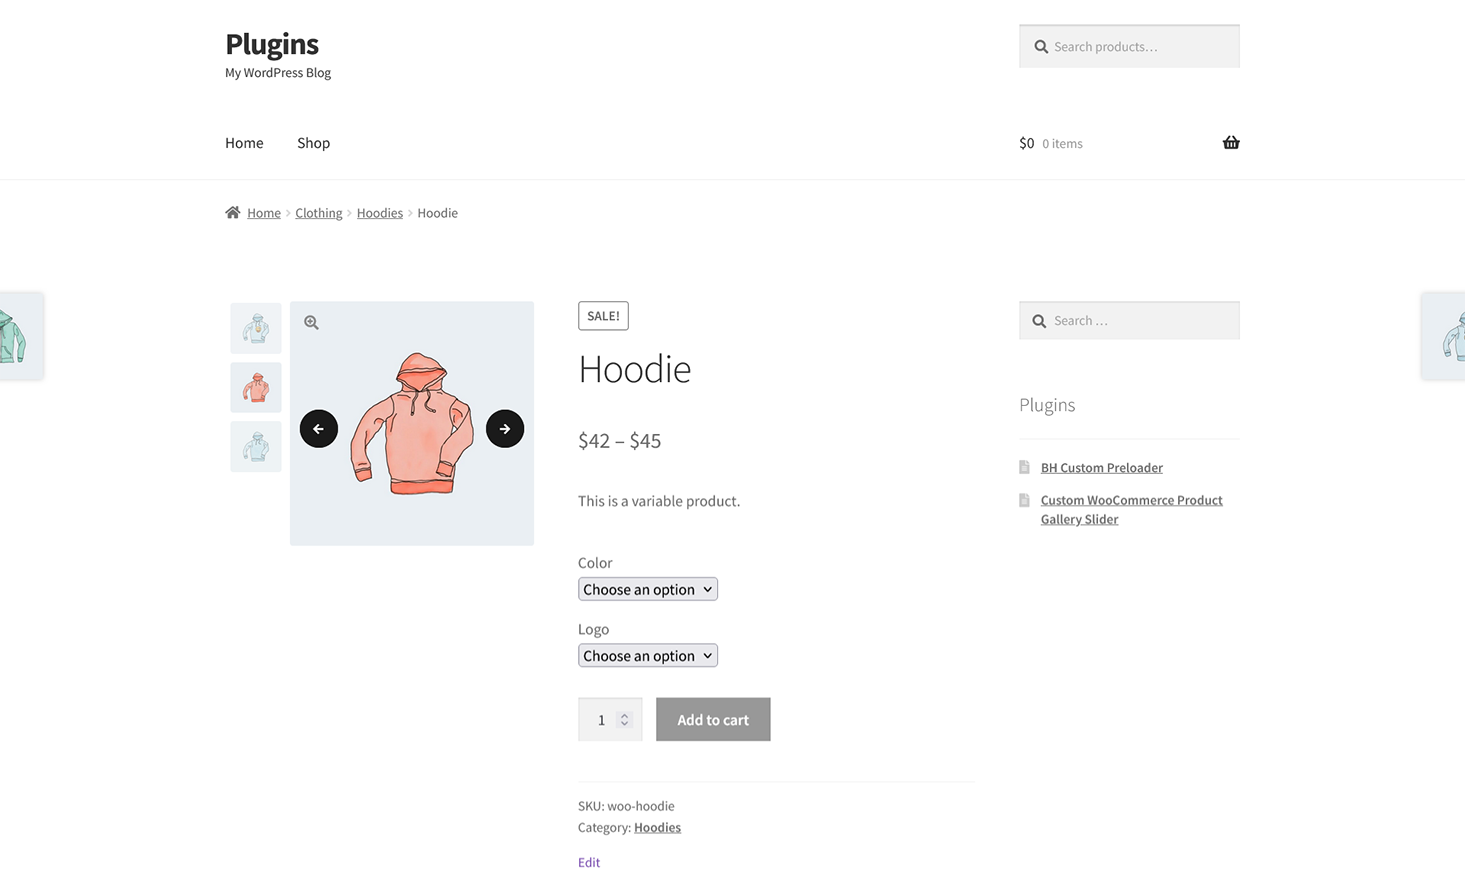 Plugins
My WordPress Blog
Search products…
Home
Shop
$0 0 items
Home Clothing Hoodies Hoodie
SALE!
Hoodie
$42 – $45
This is a variable product.
Color
Choose an option
Logo
Choose an option
1
Add to cart
SKU: woo-hoodie
Category: Hoodies
Edit
Search …
Plugins
BH Custom Preloader
Custom WooCommerce Product
Gallery Slider